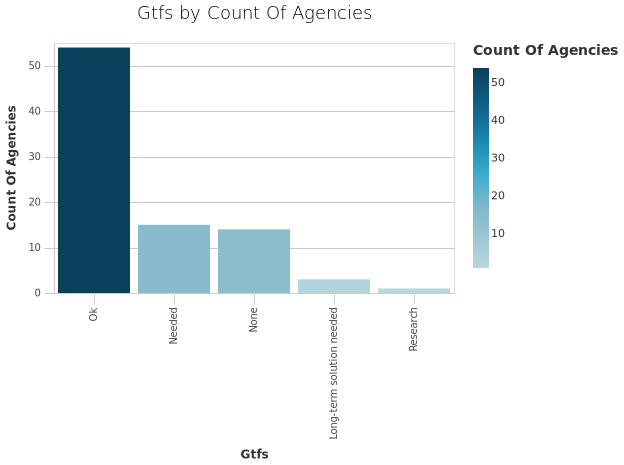 Gtfs by Count Of Agencies
Count Of Agencies
50
40
30
20
10
0
Count Of Agencies
50
40
30
20
10
Ok
Needed
None
Long-term solution needed
Research
Gtfs